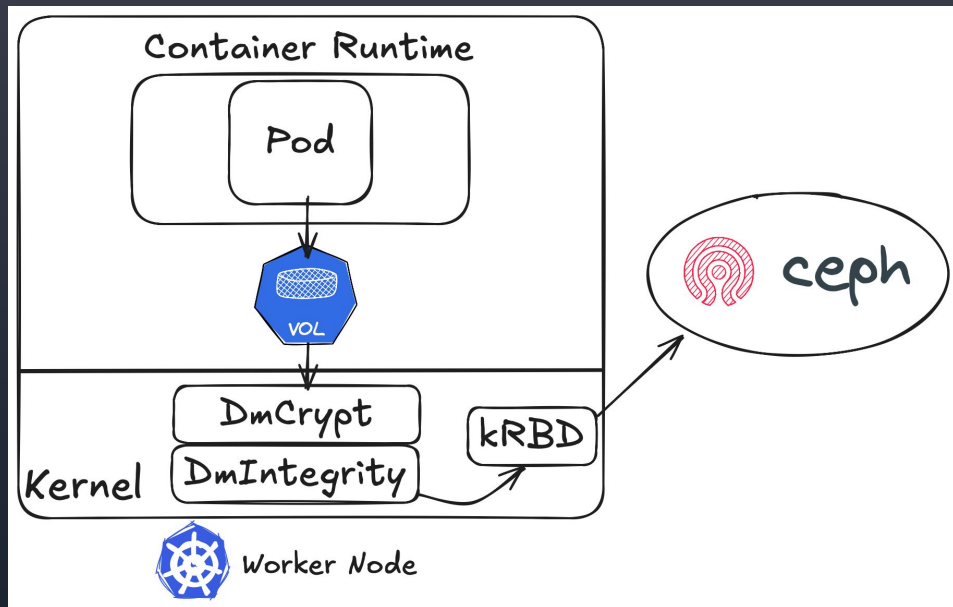 Container Runtime
Pod
VOL
DmCrypt
DmIntegrity
Kernel
kRBD
ceph
Worker Node